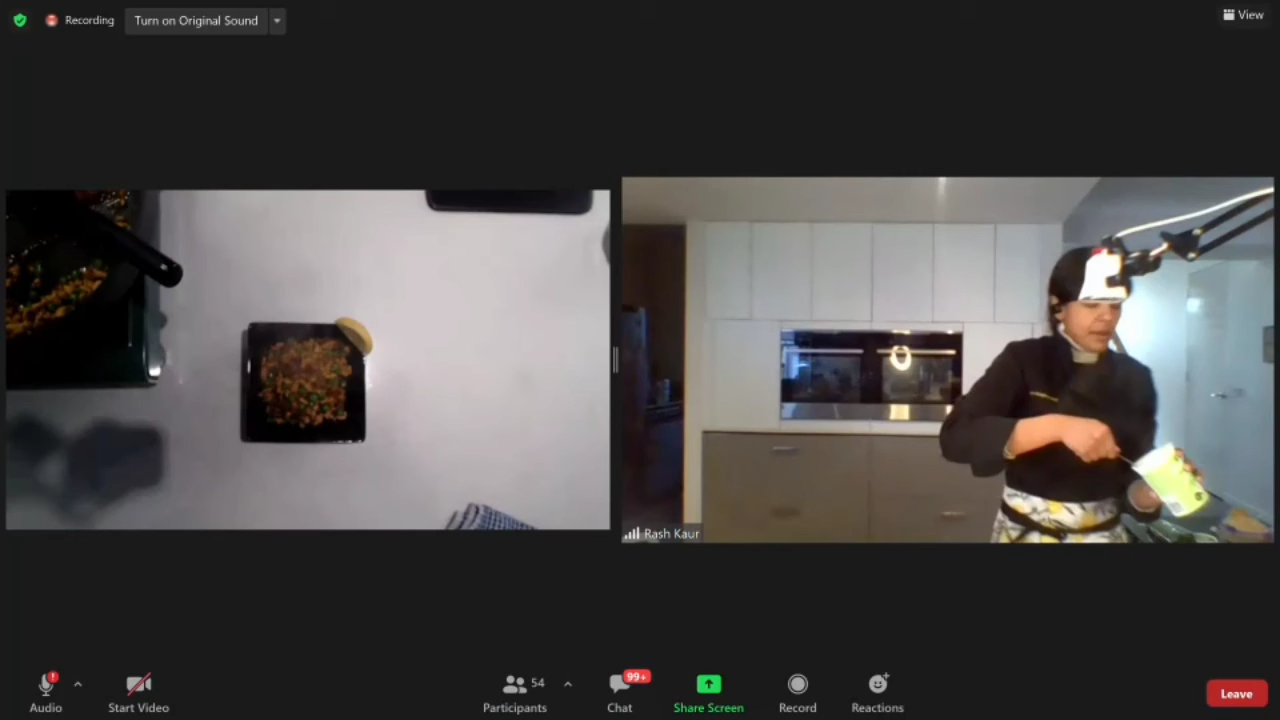 Recording
Turn on Original Sound
View
Rash Kaur
Audio
Start Video
54
Participants
99+
Chat
Share Screen
Record
Reactions
Leave